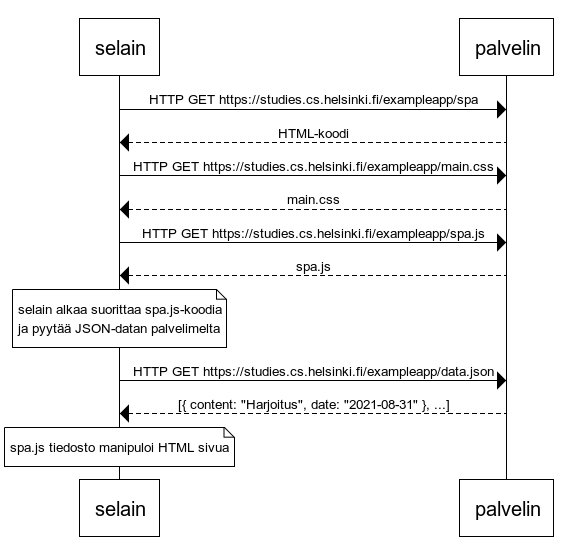 selain palvelin
HTTP GET https://studies.cs.helsinki.fi/exampleapp/spa
HTML-koodi
HTTP GET https://studies.cs.helsinki.fi/exampleapp/main.css
main.css
HTTP GET https://studies.cs.helsinki.fi/exampleapp/spa.js
spa.js
selain alkaa suorittaa spa.js-koodia
ja pyytää JSON-datan palvelimelta
HTTP GET https://studies.cs.helsinki.fi/exampleapp/data.json
[{ content: "Harjoitus", date: "2021-08-31" }, ...]
spa.js tiedosto manipuloi HTML sivua
selain palvelin